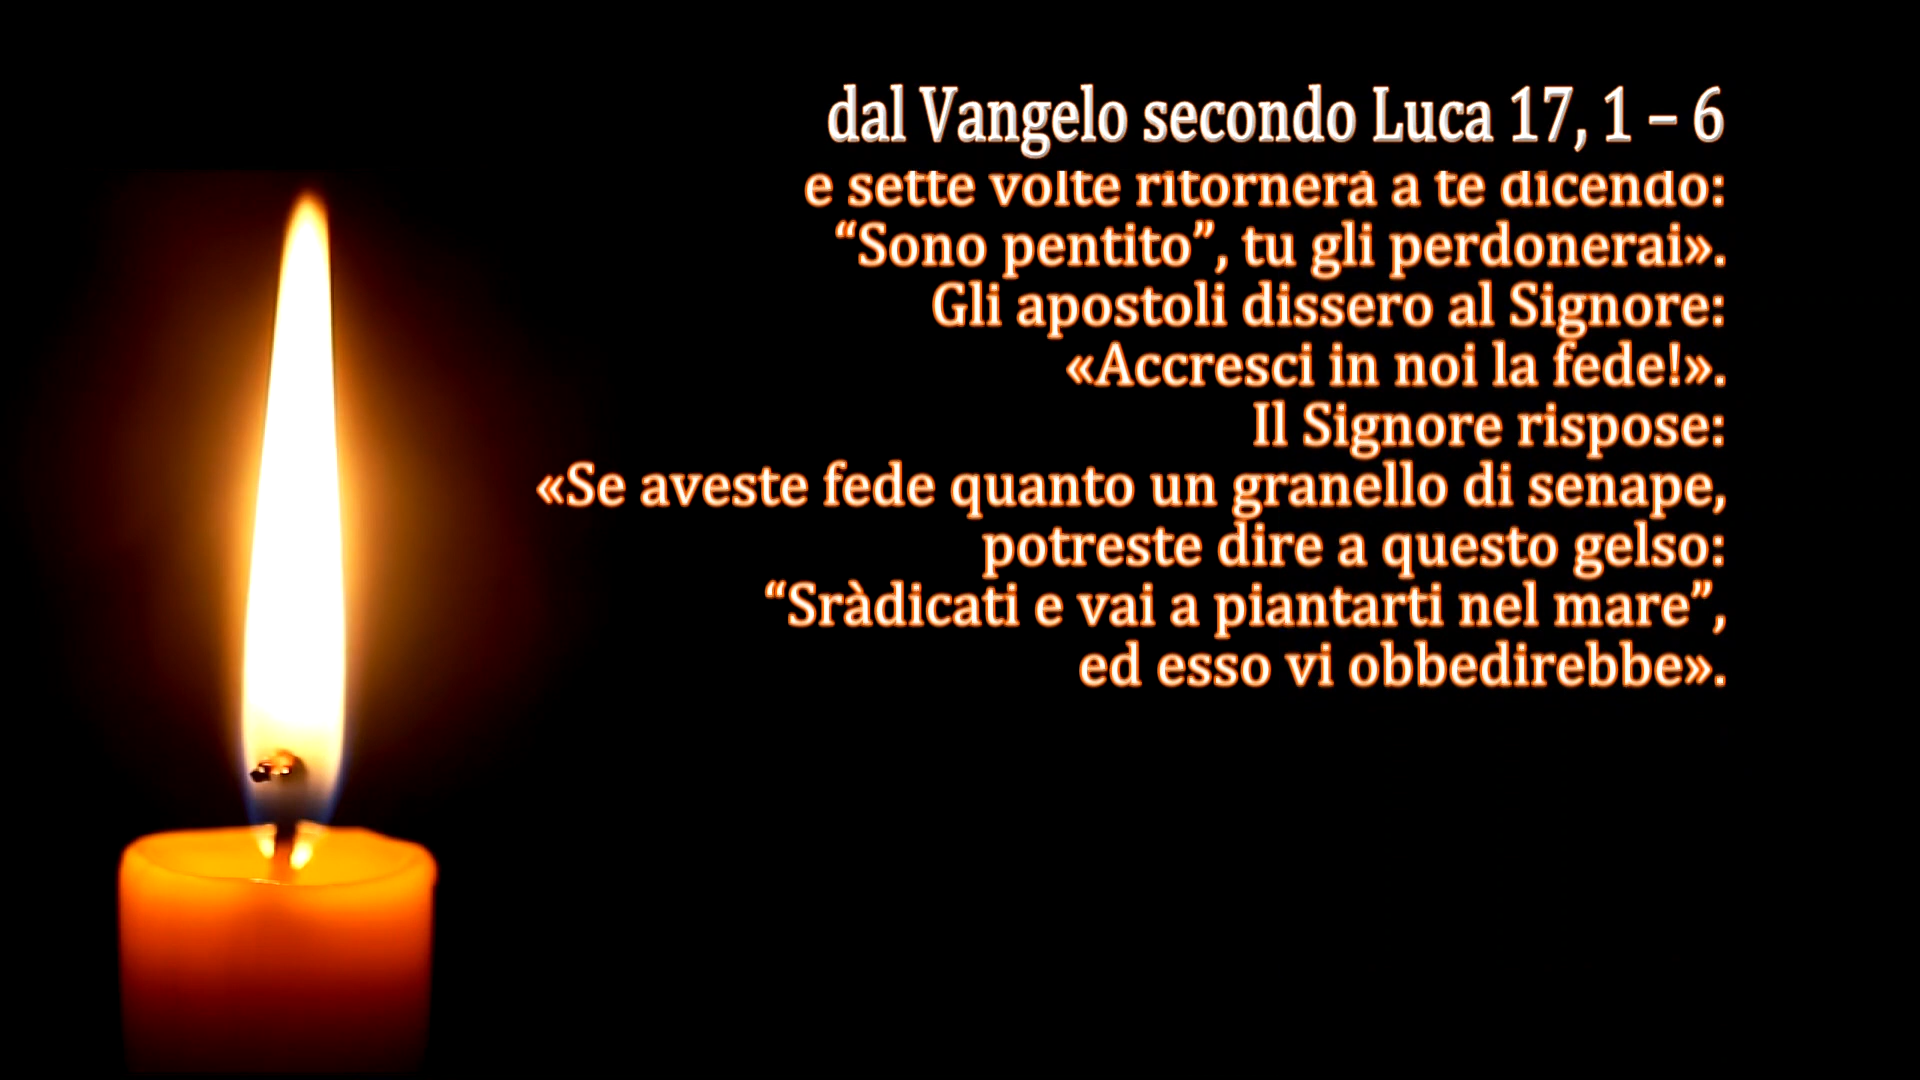 dal Vangelo secondo Luca 17, 1 – 6
e sette volte ritornerà a te dicendo:
“Sono pentito”, tu gli perdonerai».
Gli apostoli dissero al Signore:
«Accresci in noi la fede!».
Il Signore rispose:
«Se aveste fede quanto un granello di senape,
potreste dire a questo gelso:
“Sràdicati e vai a piantarti nel mare”,
ed esso vi obbedirebbe».